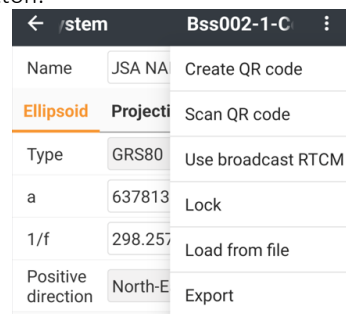 ← ystem Bss002-1-C ⋮
Name JSA NA
Create QR code
Ellipsoid Projecti
Scan QR code
Type GRS80
Use broadcast RTCM
a 637813
Lock
1/f 298.257
Load from file
Positive direction North-E
Export